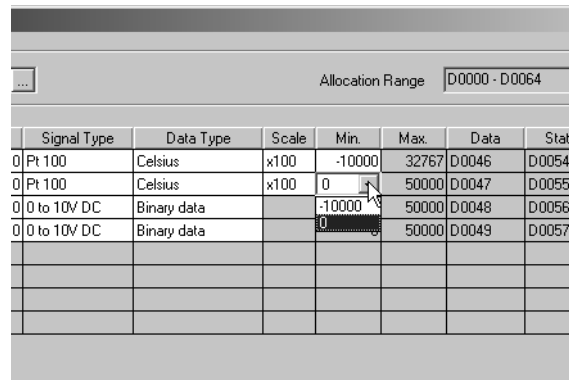 ... Allocation Range D0000 - D0064
Signal Type Data Type Scale Min. Max. Data Stat
0 Pt 100 Celsius x100 -10000 32767 D0046 D0054
0 Pt 100 Celsius x100 0 50000 D0047 D0055
0 0 to 10V DC Binary data -10000 50000 D0048 D0056
0 0 to 10V DC Binary data 0 50000 D0049 D0057